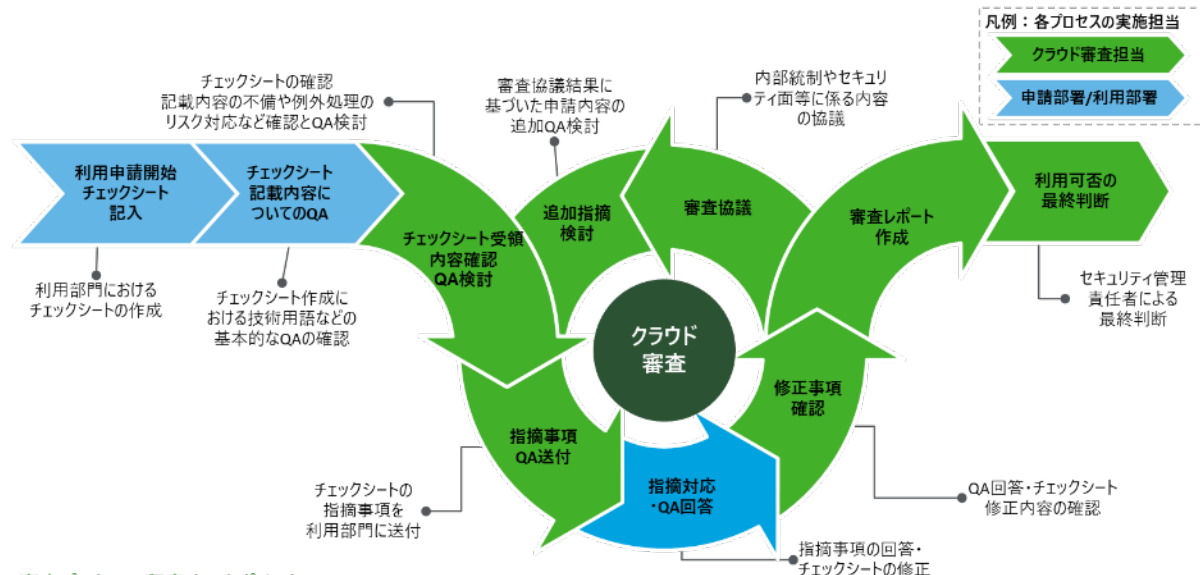 凡例：各プロセスの実施担当
クラウド審査担当
申請部署/利用部署
チェックシートの確認
記載内容の不備や例外処理の
リスク対応など確認とQA検討
審査協議結果に
基づいた申請内容の
追加QA検討
内部統制やセキュリ
ティ面等に係る内容
の協議
利用申請開始
チェックシート
記入
チェックシート
記載内容に
ついてのQA
チェックシート受領
内容確認
QA検討
追加指摘
検討
審査協議
審査レポート
作成
利用可否の
最終判断
利用部門における
チェックシートの作成
チェックシート作成に
おける技術用語などの
基本的なQAの確認
クラウド
審査
セキュリティ管理
責任者による
最終判断
指摘事項
QA送付
指摘対応
・QA回答
修正事項
確認
チェックシートの
指摘事項を
利用部門に送付
QA回答・チェックシート
修正内容の確認
指摘事項の回答・
チェックシートの修正